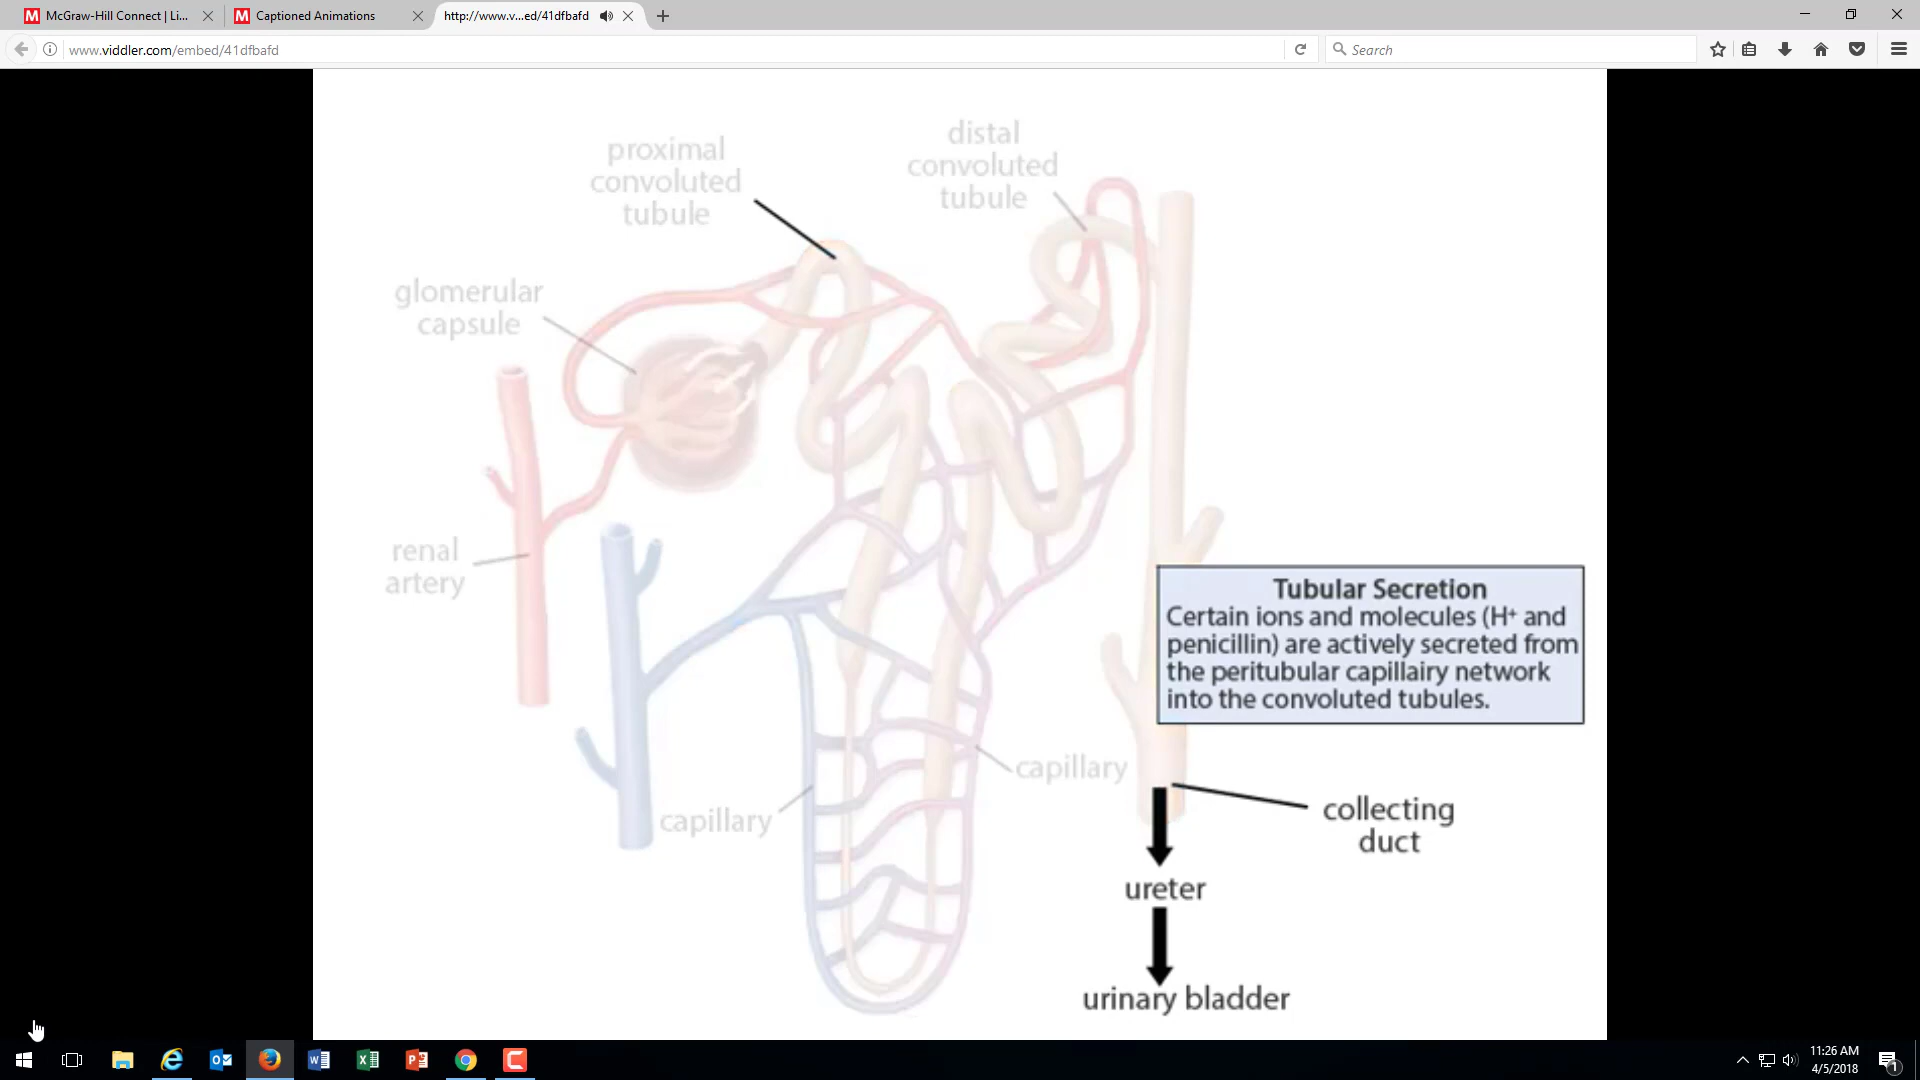 McGraw-Hill Connect | Li...
Captioned Animations
http://www.v...ed/41dfbafd
www.viddler.com/embed/41dfbafd
Search
proximal
convoluted
tubule
distal
convoluted
tubule
glomerular
capsule
renal
artery
Tubular Secretion
Certain ions and molecules (H⁺ and
penicillin) are actively secreted from
the peritubular capillairy network
into the convoluted tubules.
capillary
capillary
collecting
duct
ureter
urinary bladder
11:26 AM
4/5/2018
1